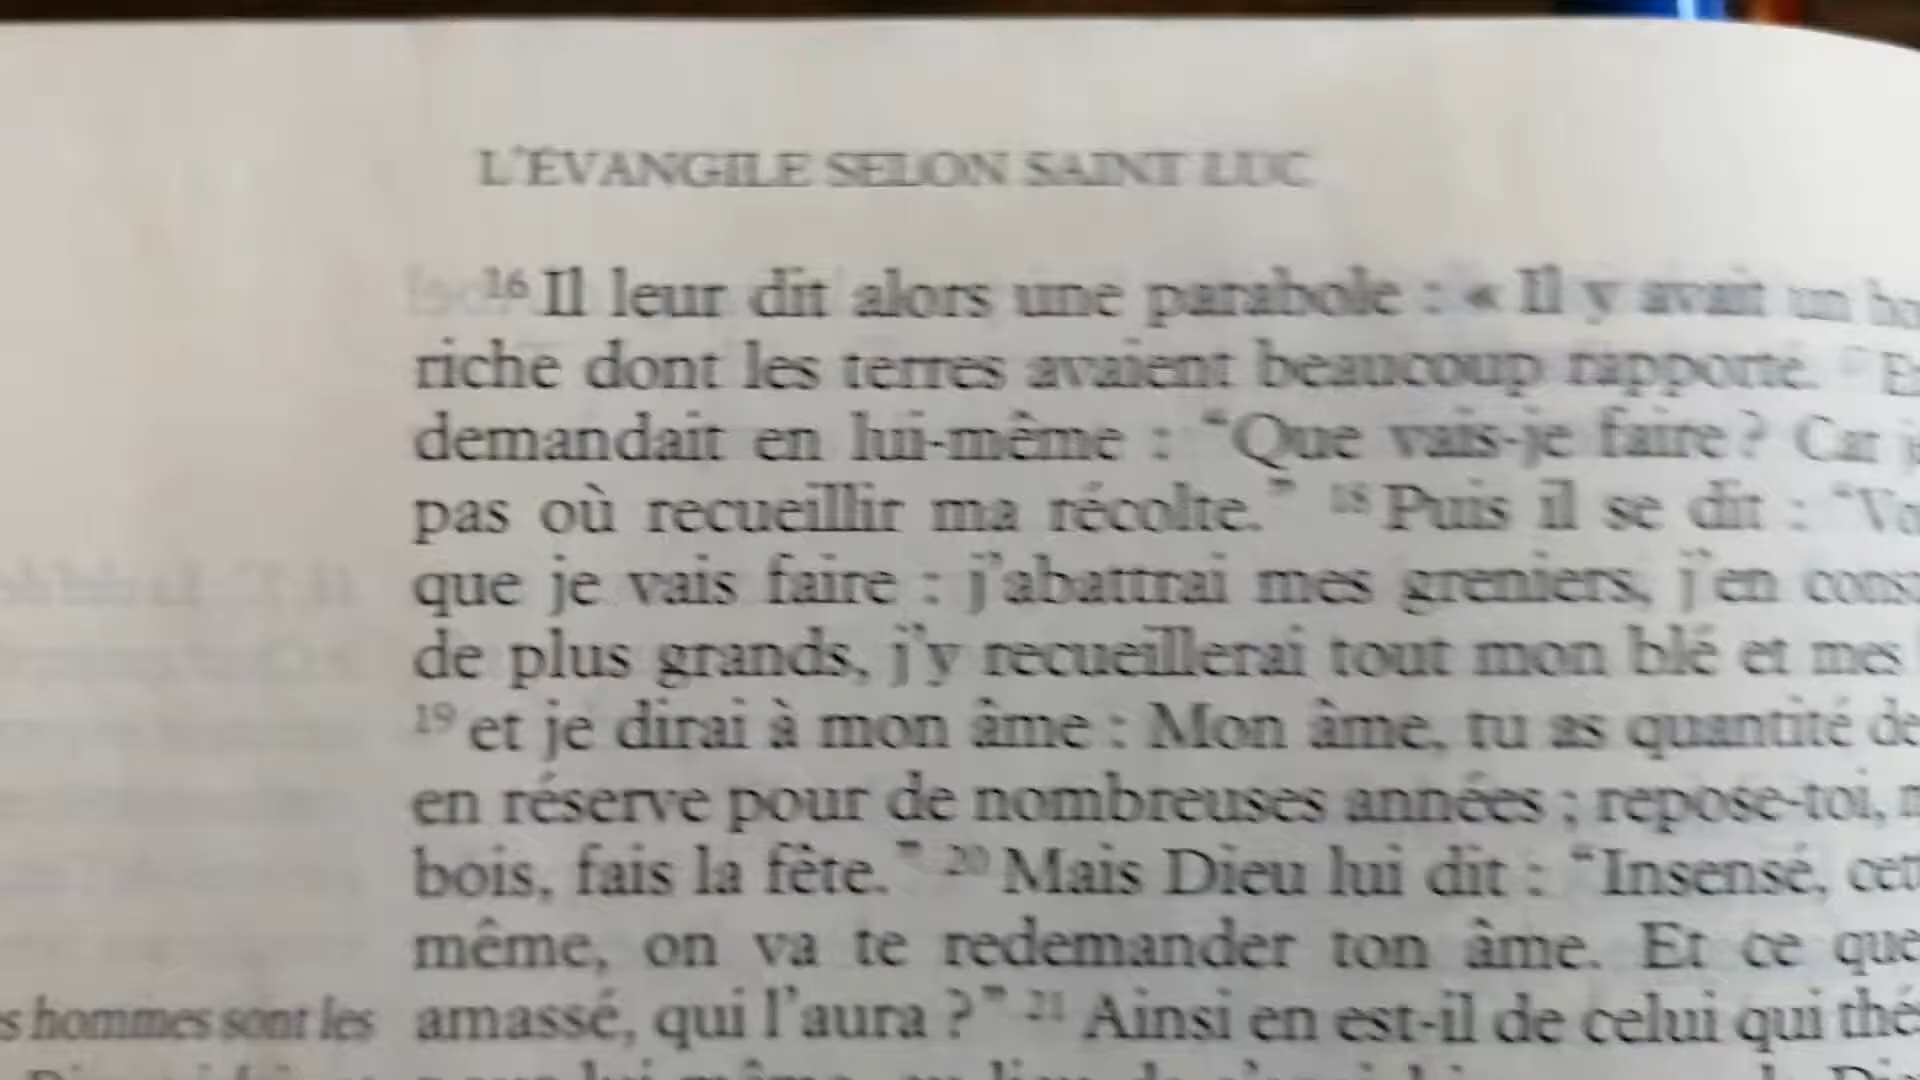 L'ÉVANGILE SELON SAINT LUC
16 Il leur dit alors une parabole : « Il y avait un
riche dont les terres avaient beaucoup rapporté. 17
demandait en lui-même : “Que vais-je faire ? Car
pas où recueillir ma récolte.” 18 Puis il se dit :
que je vais faire : j'abattrai mes greniers, j'en
de plus grands, j'y recueillerai tout mon blé et mes
19 et je dirai à mon âme : Mon âme, tu as quantité de
en réserve pour de nombreuses années ; repose-toi,
bois, fais la fête.” 20 Mais Dieu lui dit : “Insensé,
même, on va te redemander ton âme. Et ce que
hommes sont les
amassé, qui l'aura ?” 21 Ainsi en est-il de celui qui